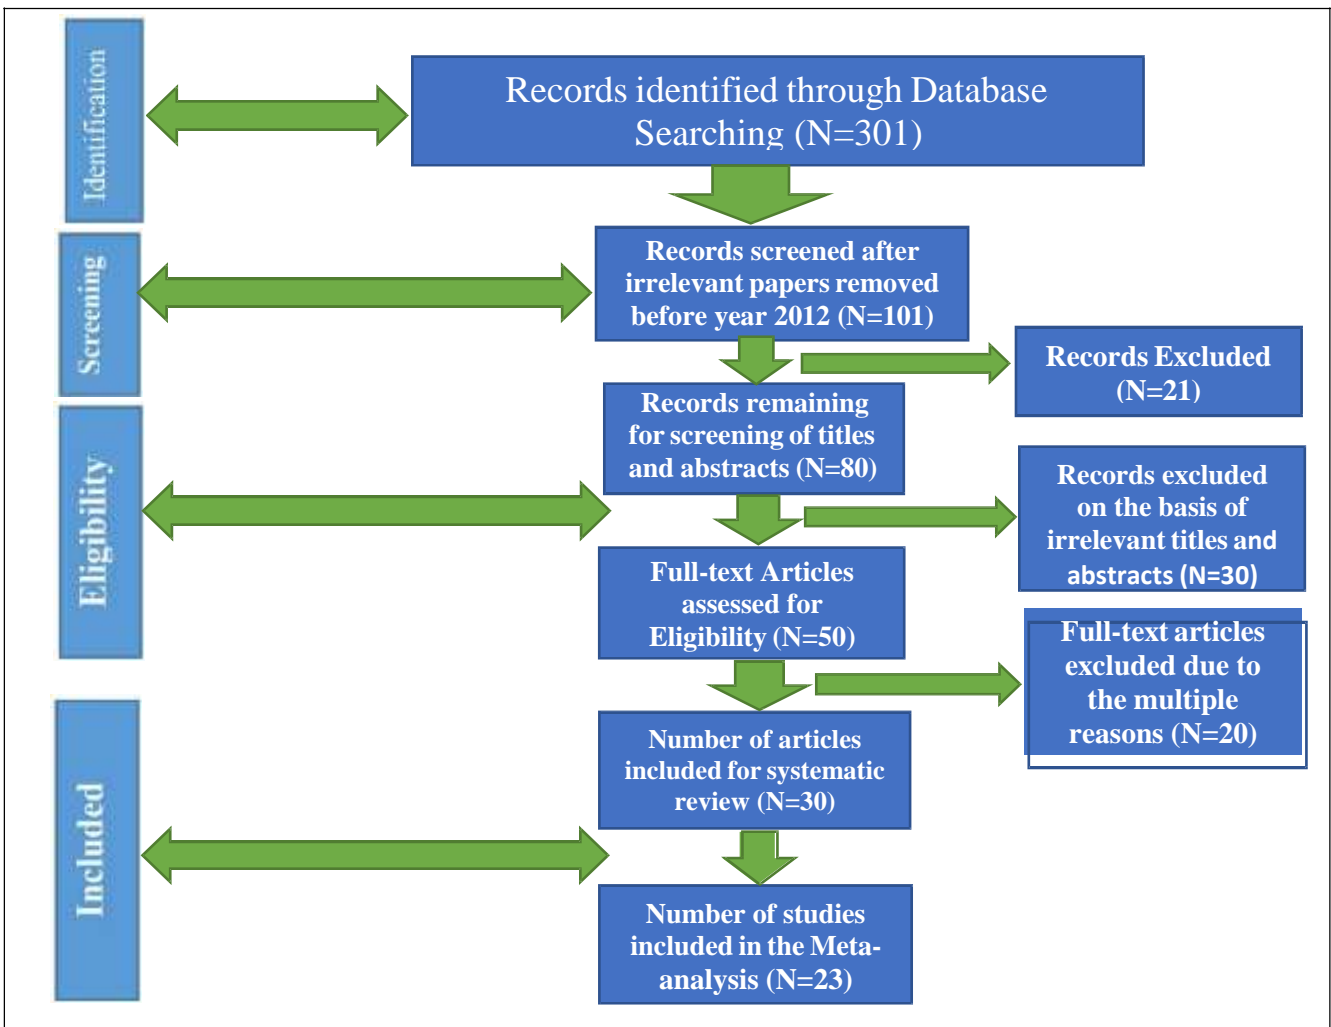 Identification
Records identified through Database
Searching (N=301)
Screening
Records screened after
irrelevant papers removed
before year 2012 (N=101)
Records Excluded
(N=21)
Eligibility
Records remaining
for screening of titles
and abstracts (N=80)
Records excluded
on the basis of
irrelevant titles and
abstracts (N=30)
Full-text Articles
assessed for
Eligibility (N=50)
Full-text articles
excluded due to
the multiple
reasons (N=20)
Included
Number of articles
included for systematic
review (N=30)
Number of studies
included in the Meta-
analysis (N=23)